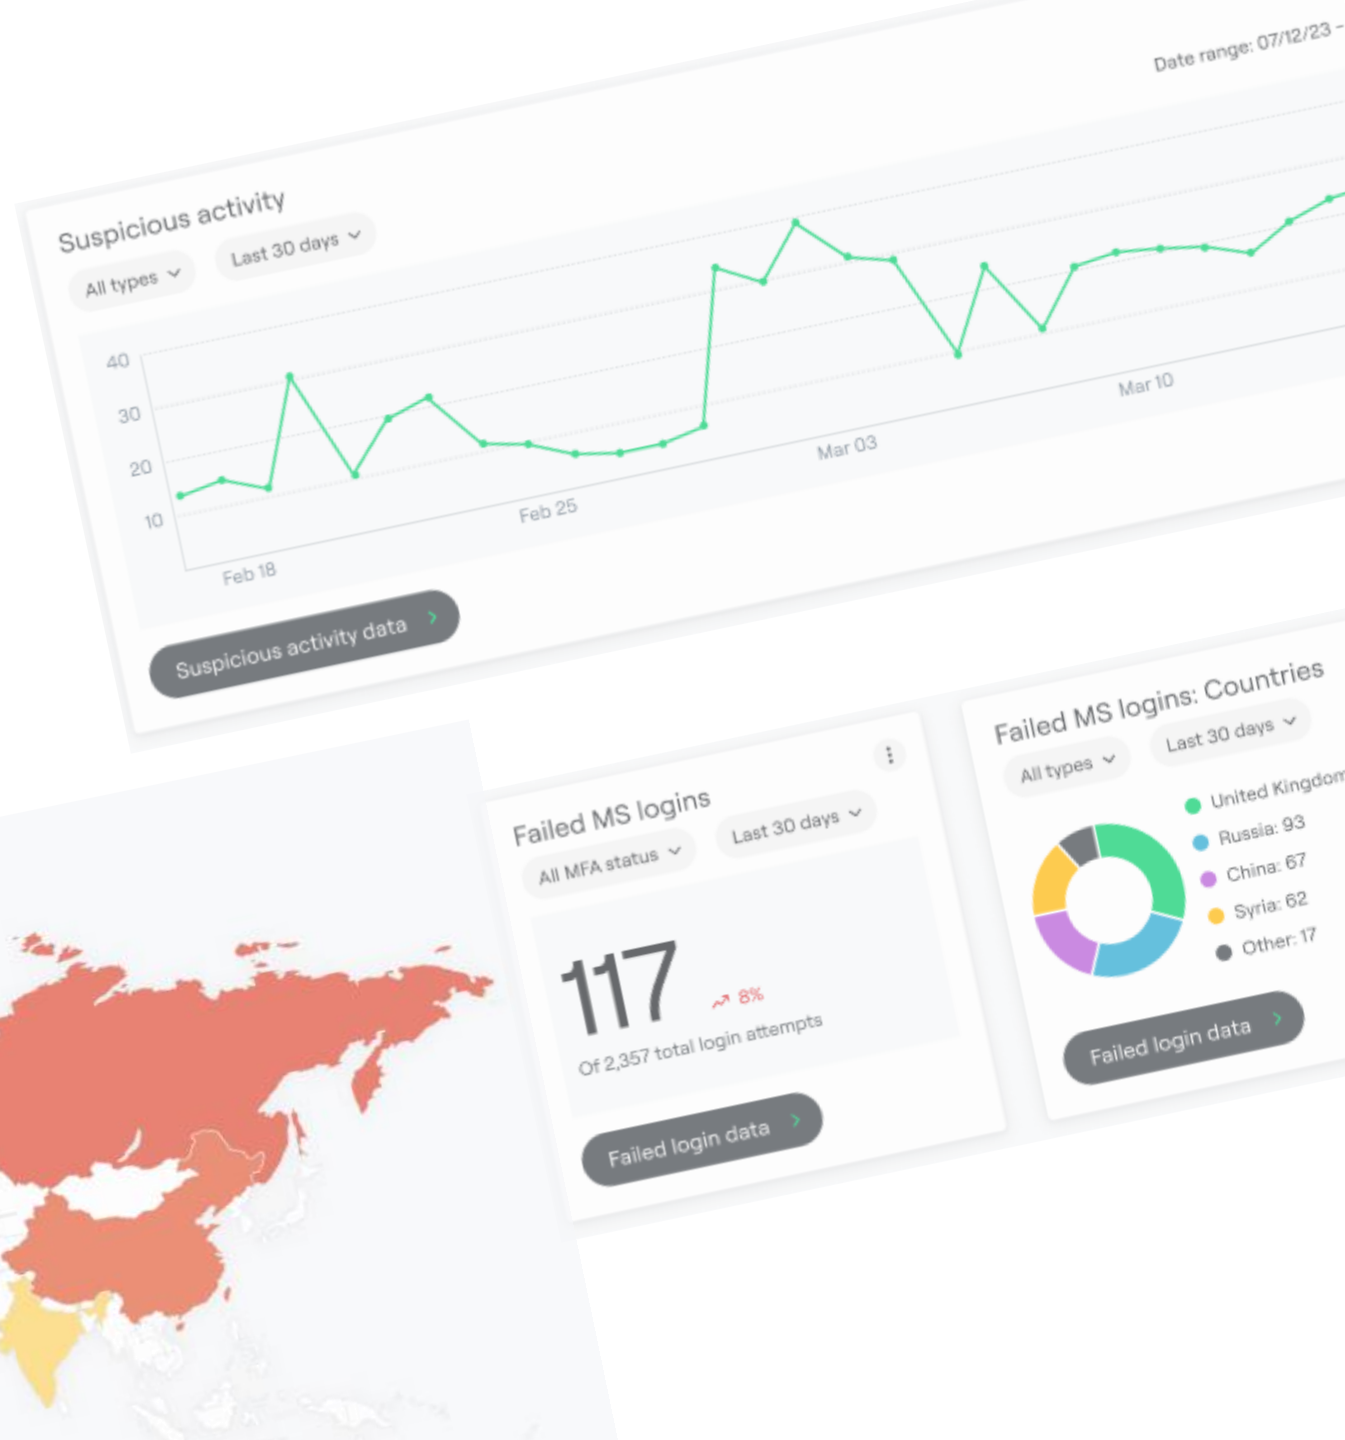 Date range: 07/12/23 -
Suspicious activity
All types
Last 30 days
40
30
20
10
Feb 18
Feb 25
Mar 03
Mar 10
Suspicious activity data
Failed MS logins
All MFA status
Last 30 days
117
8%
Of 2,357 total login attempts
Failed login data
Failed MS logins: Countries
All types
Last 30 days
United Kingdom
Russia: 93
China: 67
Syria: 62
Other: 17
Failed login data